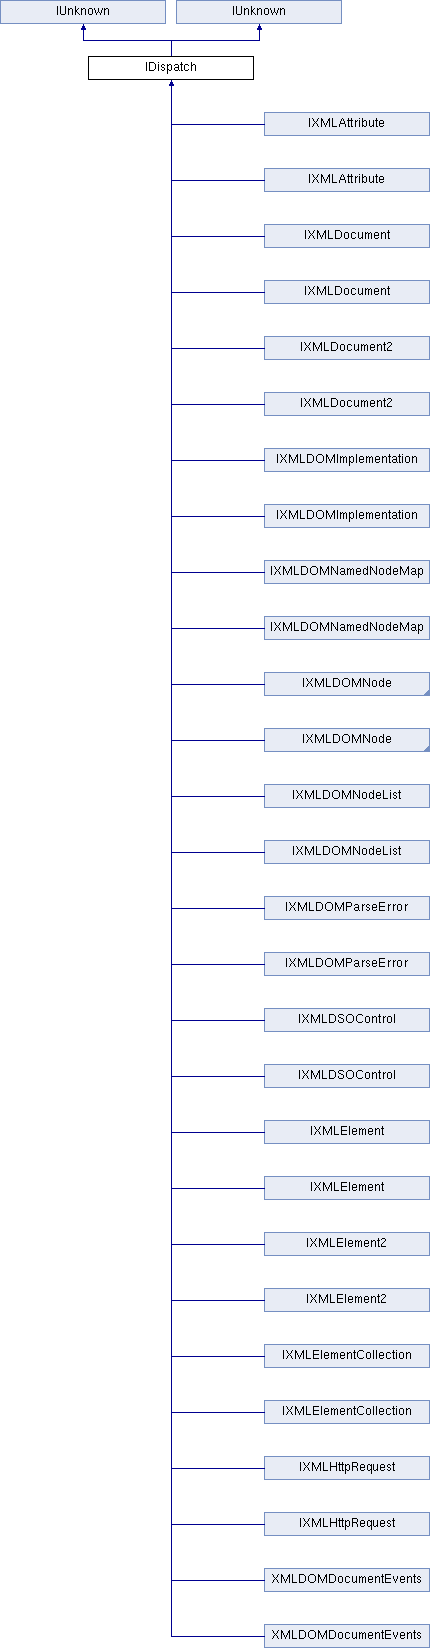 IUnknown
IUnknown
IDispatch
IXMLAttribute
IXMLAttribute
IXMLDocument
IXMLDocument
IXMLDocument2
IXMLDocument2
IXMLDOMImplementation
IXMLDOMImplementation
IXMLDOMNamedNodeMap
IXMLDOMNamedNodeMap
IXMLDOMNode
IXMLDOMNode
IXMLDOMNodeList
IXMLDOMNodeList
IXMLDOMParseError
IXMLDOMParseError
IXMLDSOControl
IXMLDSOControl
IXMLElement
IXMLElement
IXMLElement2
IXMLElement2
IXMLElementCollection
IXMLElementCollection
IXMLHttpRequest
IXMLHttpRequest
XMLDOMDocumentEvents
XMLDOMDocumentEvents